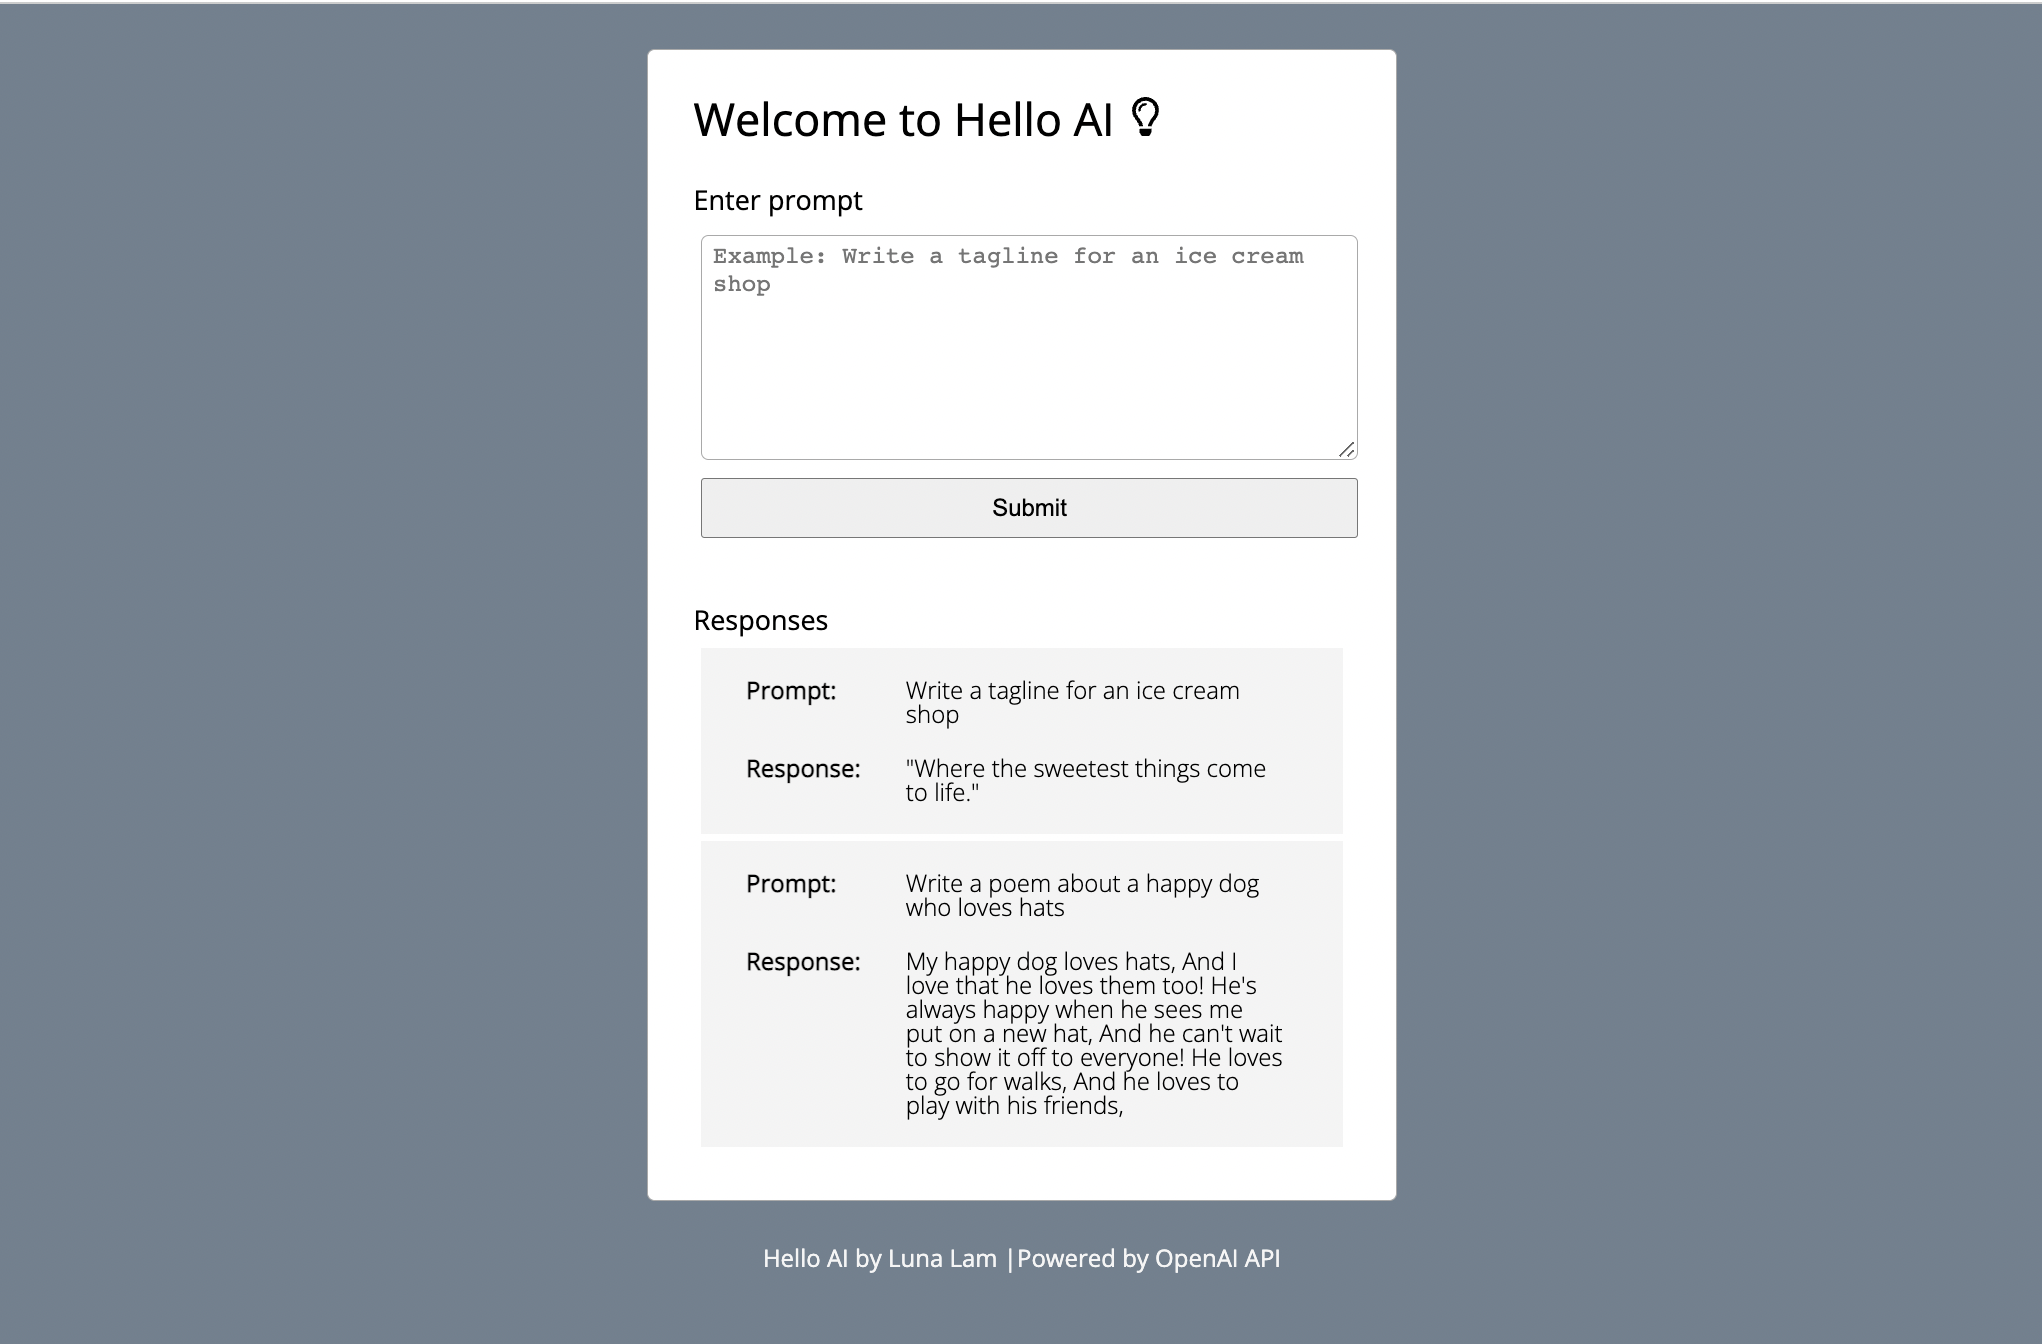 Welcome to Hello AI
Enter prompt
Example: Write a tagline for an ice cream
shop
Submit
Responses
Prompt:
Write a tagline for an ice cream
shop
Response:
"Where the sweetest things come
to life."
Prompt:
Write a poem about a happy dog
who loves hats
Response:
My happy dog loves hats, And I
love that he loves them too! He's
always happy when he sees me
put on a new hat, And he can't wait
to show it off to everyone! He loves
to go for walks, And he loves to
play with his friends,
Hello AI by Luna Lam |Powered by OpenAI API